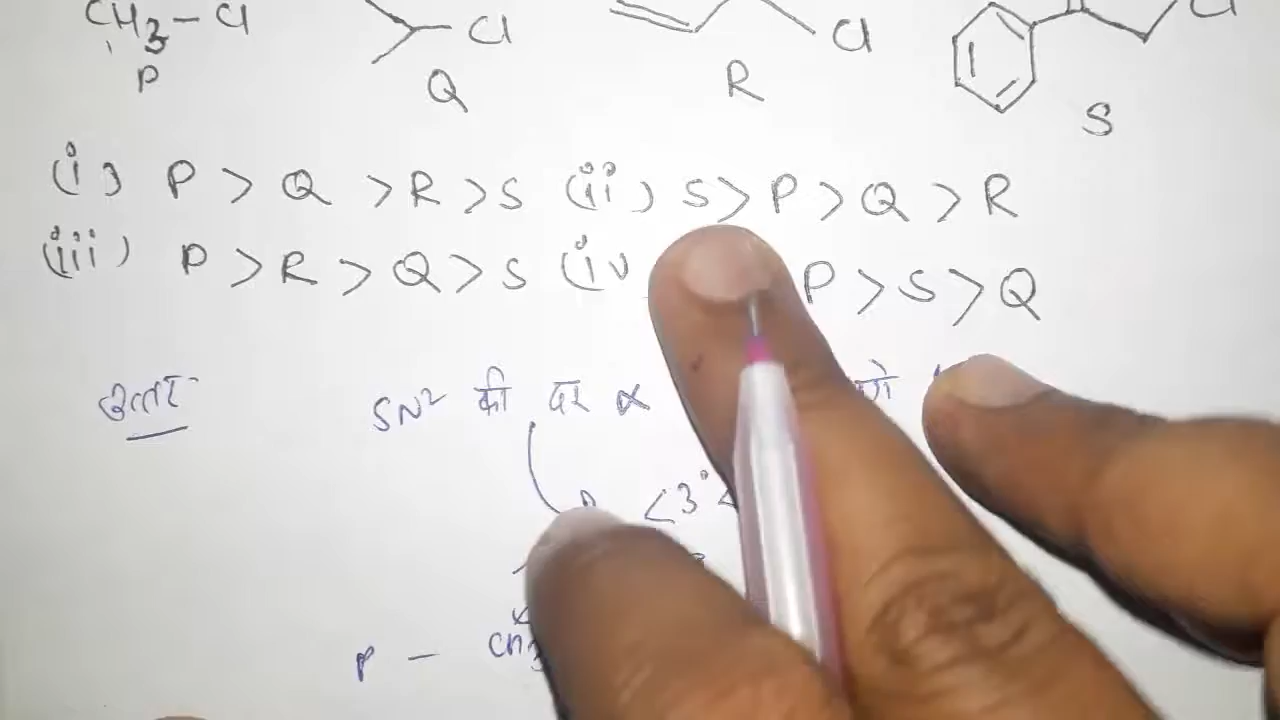 CH3-Cl Cl Cl Cl
P Q R S
(i) P > Q > R > S (ii) S > P > Q > R
(iii) P > R > Q > S (iv P > S > Q
उत्तर SN2 की दर ∝
< 3° <
P - CH3